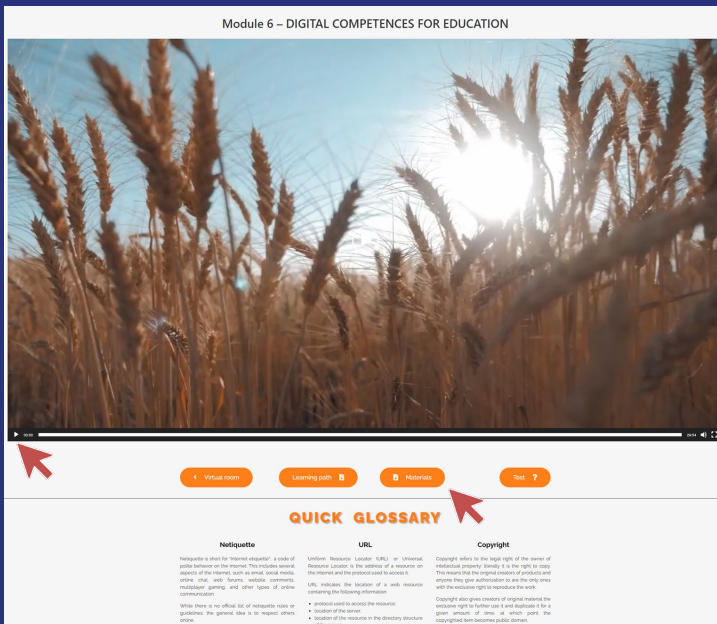 Module 6 – DIGITAL COMPETENCES FOR EDUCATION
00:00
Virtual room
Learning path
Materials
Test ?
QUICK GLOSSARY
Netiquette
Netiquette is short for "Internet etiquette": a code of
polite behavior on the Internet. This includes several
aspects of the Internet, such as email, social media,
online chat, web forums, website comments,
multiplayer gaming, and other types of online
communication.
While there is no official list of netiquette rules or
guidelines, the general idea is to respect others
online.
URL
Uniform Resource Locator (URL) or Universal
Resource Locator, is the address of a resource on
the Internet and the protocol used to access it.
URL indicates the location of a web resource
containing the following information:
• protocol used to access the resource;
• location of the server;
• location of the resource in the directory structure
Copyright
Copyright refers to the legal right of the owner of
intellectual property: literally it is the right to copy.
This means that the original creators of products and
anyone they give authorization to are the only ones
with the exclusive right to reproduce the work.
Copyright also gives creators of original material the
exclusive right to further use it and duplicate it for a
given amount of time, at which point the
copyrighted item becomes public domain.